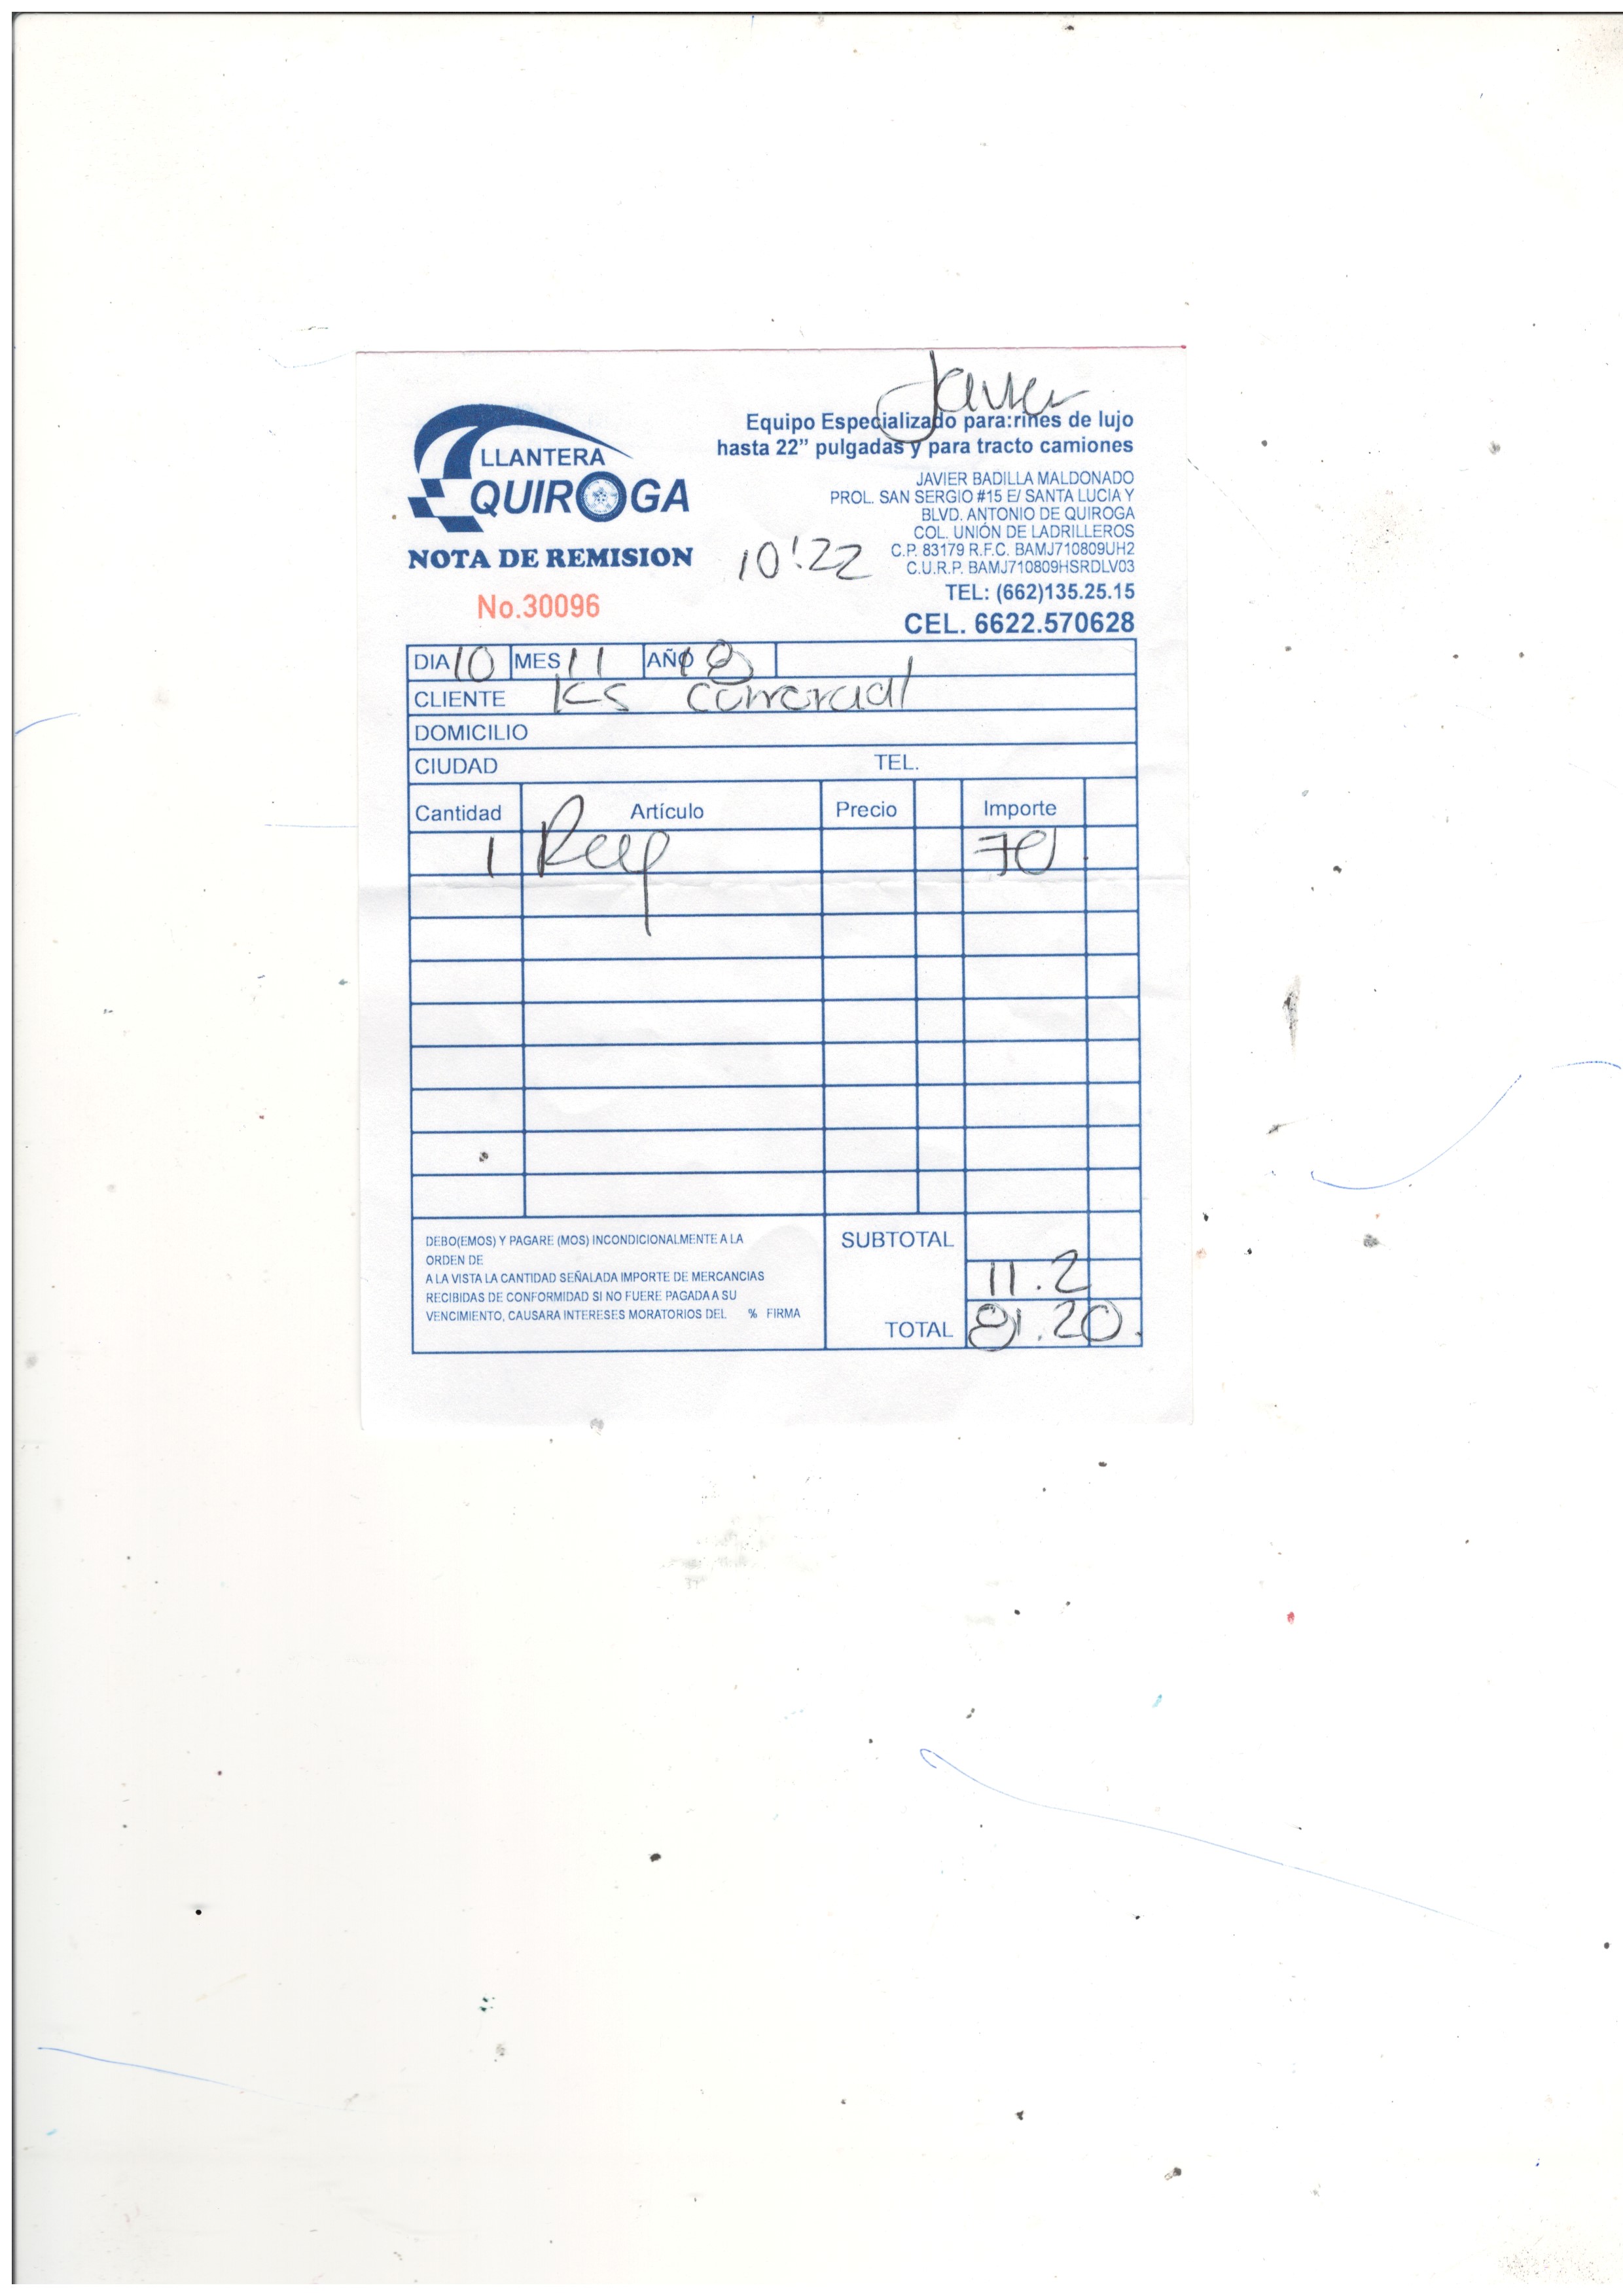 Javier
Equipo Especializado para:rines de lujo
hasta 22” pulgadas y para tracto camiones
LLANTERA
QUIROGA
NOTA DE REMISION
No.30096
10:22
JAVIER BADILLA MALDONADO
PROL. SAN SERGIO #15 E/ SANTA LUCIA Y
BLVD. ANTONIO DE QUIROGA
COL. UNIÓN DE LADRILLEROS
C.P. 83179 R.F.C. BAMJ710809UH2
C.U.R.P. BAMJ710809HSRDLV03
TEL: (662)135.25.15
CEL. 6622.570628
DIA 10 MES 11 AÑO 18
CLIENTE KS comercial
DOMICILIO
CIUDAD TEL.
Cantidad Artículo Precio Importe
1 70
DEBO(EMOS) Y PAGARE (MOS) INCONDICIONALMENTE A LA
ORDEN DE
A LA VISTA LA CANTIDAD SEÑALADA IMPORTE DE MERCANCIAS
RECIBIDAS DE CONFORMIDAD SI NO FUERE PAGADA A SU
VENCIMIENTO, CAUSARA INTERESES MORATORIOS DEL % FIRMA
SUBTOTAL
11.2
TOTAL 81.20